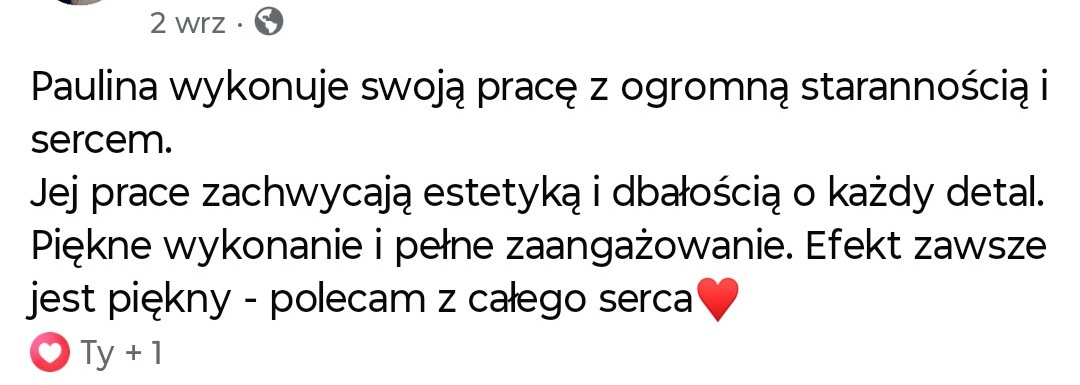 2 wrz ·
Paulina wykonuje swoją pracę z ogromną starannością i
sercem.
Jej prace zachwycają estetyką i dbałością o każdy detal.
Piękne wykonanie i pełne zaangażowanie. Efekt zawsze
jest piękny - polecam z całego serca♥️
Ty + 1